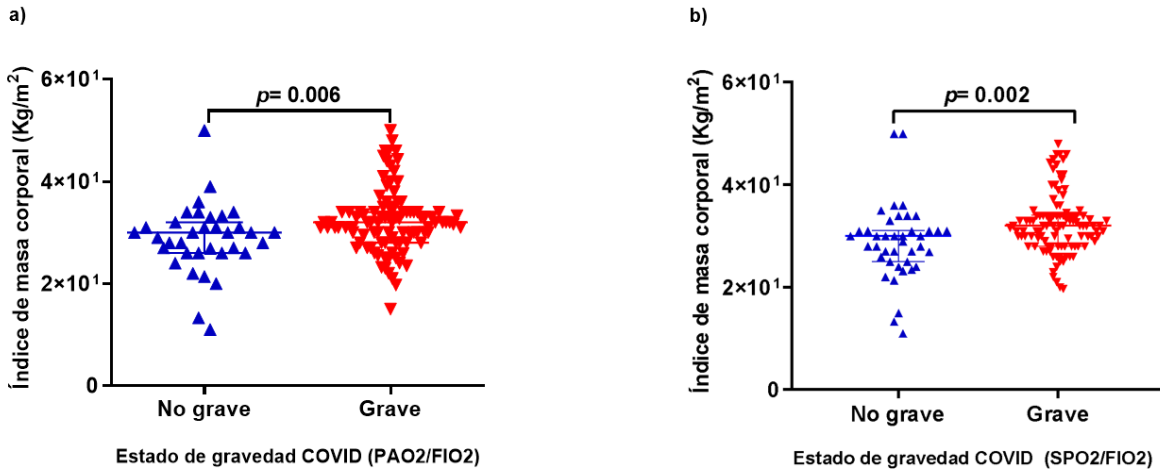 a)
Índice de masa corporal (Kg/m²)
6×10¹
4×10¹
2×10¹
0
p= 0.006
No grave
Grave
Estado de gravedad COVID (PAO2/FIO2)
b)
Índice de masa corporal (Kg/m²)
6×10¹
4×10¹
2×10¹
0
p= 0.002
No grave
Grave
Estado de gravedad COVID (SPO2/FIO2)